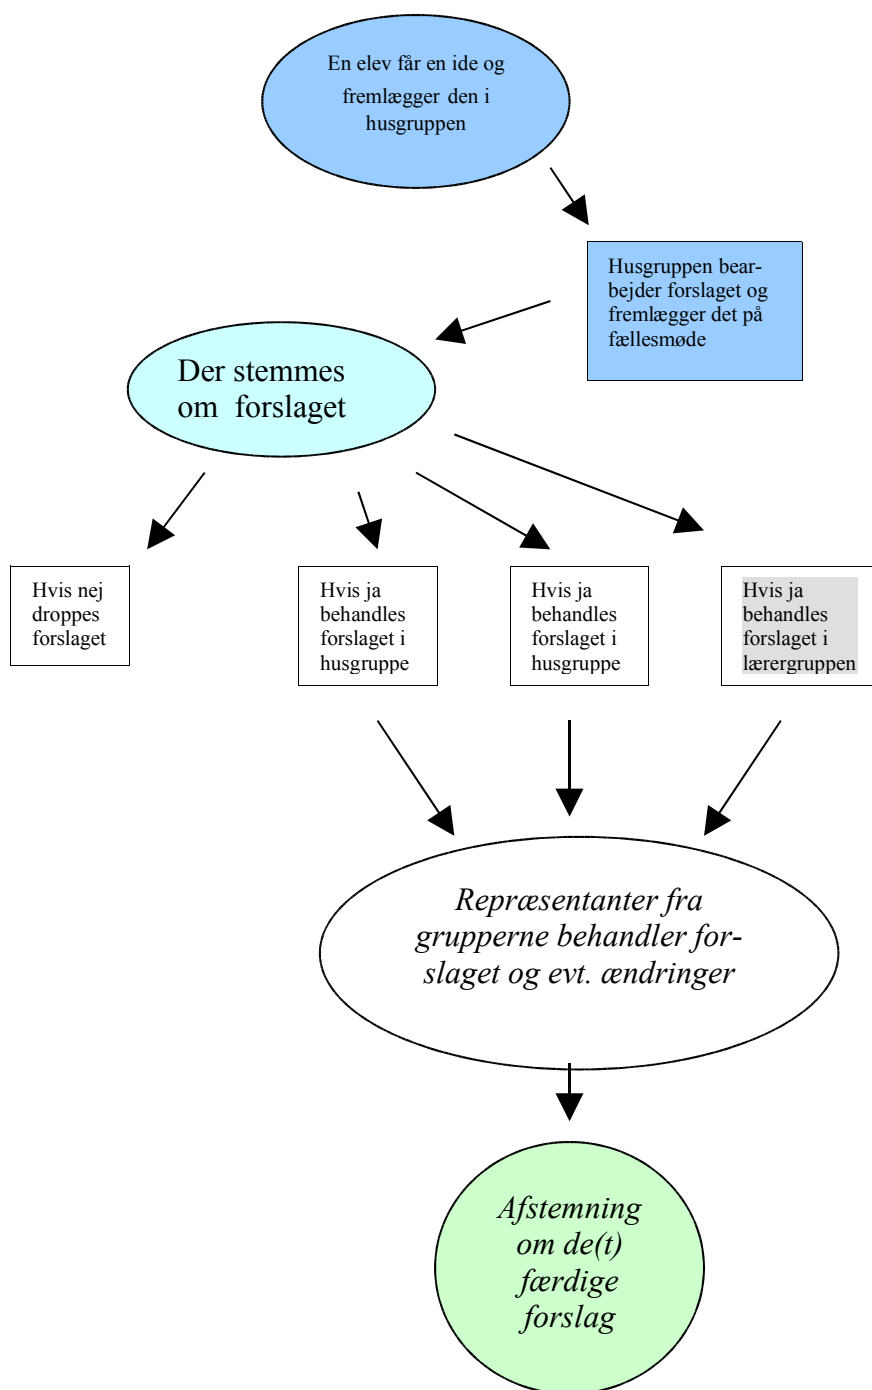 En elev får en ide og
fremlægger den i
husgruppen
Husgruppen bear-
bejder forslaget og
fremlægger det på
fællesmøde
Der stemmes
om forslaget
Hvis nej
droppes
forslaget
Hvis ja
behandles
forslaget i
husgruppe
Hvis ja
behandles
forslaget i
husgruppe
Hvis ja
behandles
forslaget i
lærergruppen
Repræsentanter fra
grupperne behandler for-
slaget og evt. ændringer
Afstemning
om de(t)
færdige
forslag